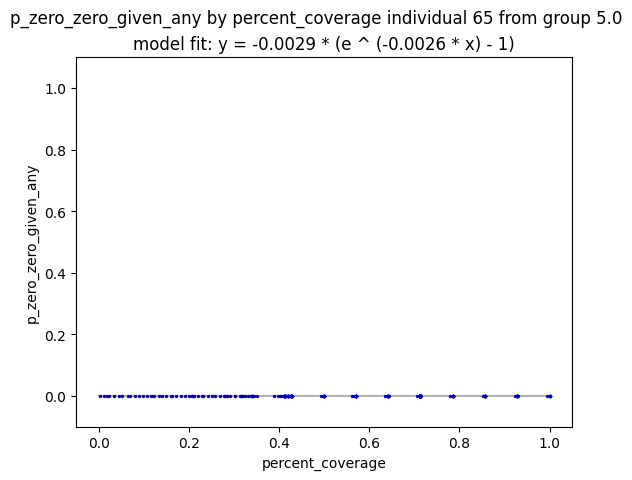 p_zero_zero_given_any by percent_coverage individual 65 from group 5.0
model fit: y = -0.0029 * (e ^ (-0.0026 * x) - 1)
1.0
0.8
0.6
0.4
0.2
0.0
p_zero_zero_given_any
0.0 0.2 0.4 0.6 0.8 1.0
percent_coverage